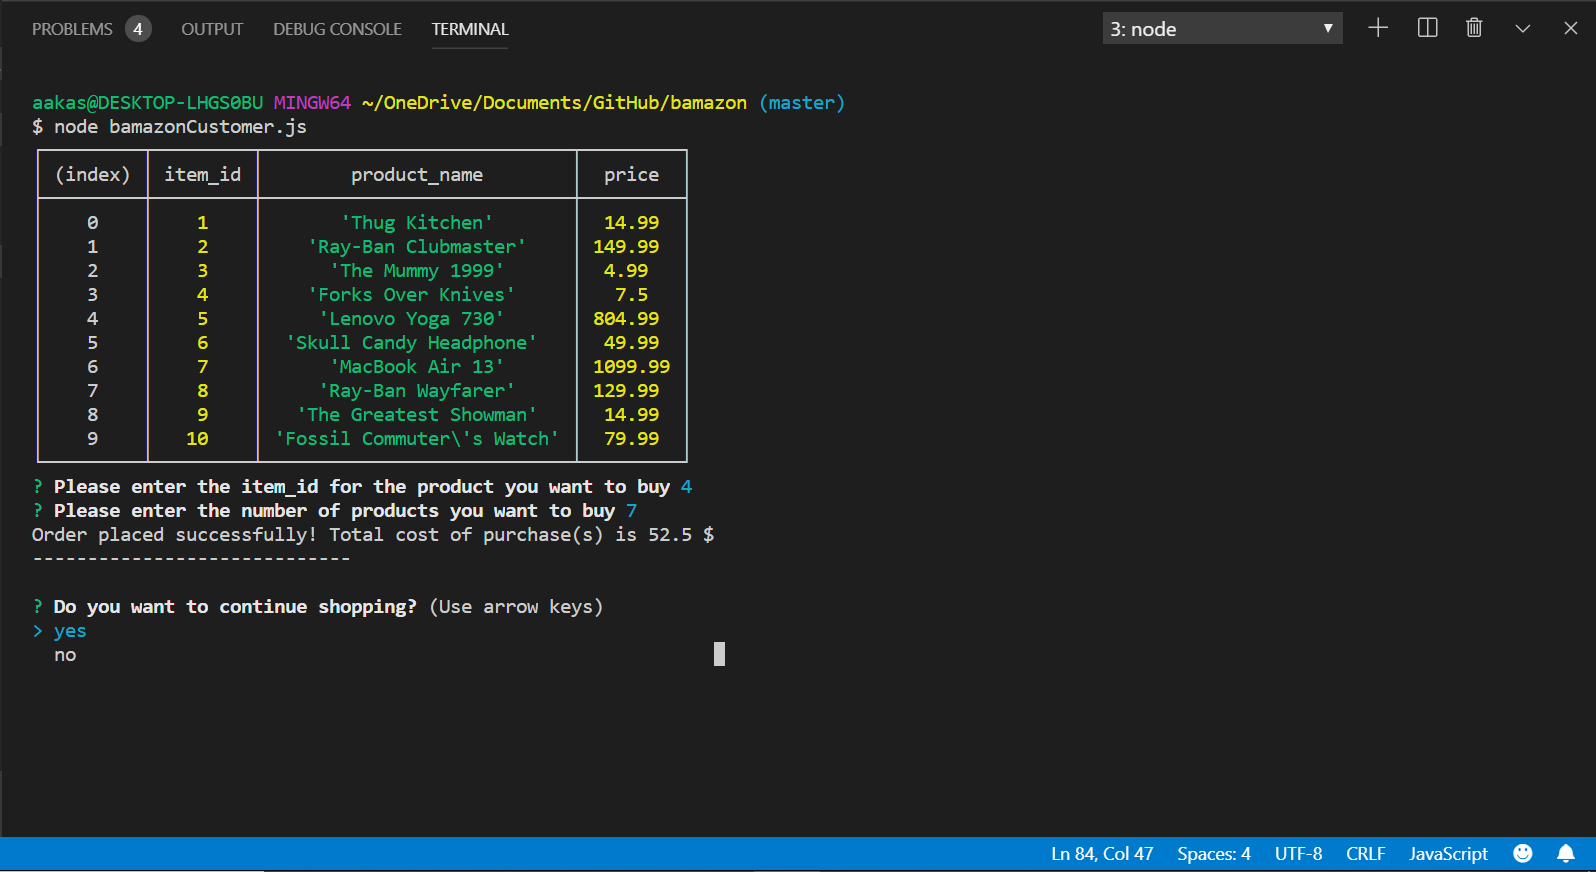 PROBLEMS 4 OUTPUT DEBUG CONSOLE TERMINAL 3: node
aakas@DESKTOP-LHGS0BU MINGW64 ~/OneDrive/Documents/GitHub/bamazon (master)
$ node bamazonCustomer.js
(index) item_id product_name price
0 1 'Thug Kitchen' 14.99
1 2 'Ray-Ban Clubmaster' 149.99
2 3 'The Mummy 1999' 4.99
3 4 'Forks Over Knives' 7.5
4 5 'Lenovo Yoga 730' 804.99
5 6 'Skull Candy Headphone' 49.99
6 7 'MacBook Air 13' 1099.99
7 8 'Ray-Ban Wayfarer' 129.99
8 9 'The Greatest Showman' 14.99
9 10 'Fossil Commuter\'s Watch' 79.99
? Please enter the item_id for the product you want to buy 4
? Please enter the number of products you want to buy 7
Order placed successfully! Total cost of purchase(s) is 52.5 $
-----------------------------
? Do you want to continue shopping? (Use arrow keys)
> yes
no
Ln 84, Col 47 Spaces: 4 UTF-8 CRLF JavaScript